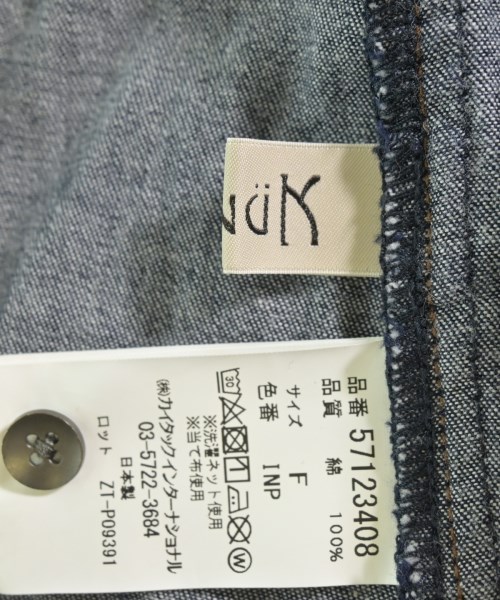 品番 57123408
品質 綿 100%
サイズ F
色番 INP
30
※洗濯ネット使用
※当て布使用
㈱カイタックインターナショナル
03-5722-3684
日本製
ロット ZT-P09391